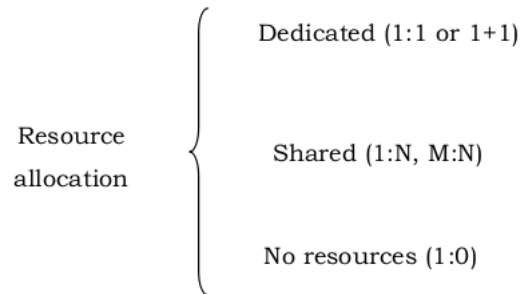 Dedicated (1:1 or 1+1)
Resource
allocation
Shared (1:N, M:N)
No resources (1:0)